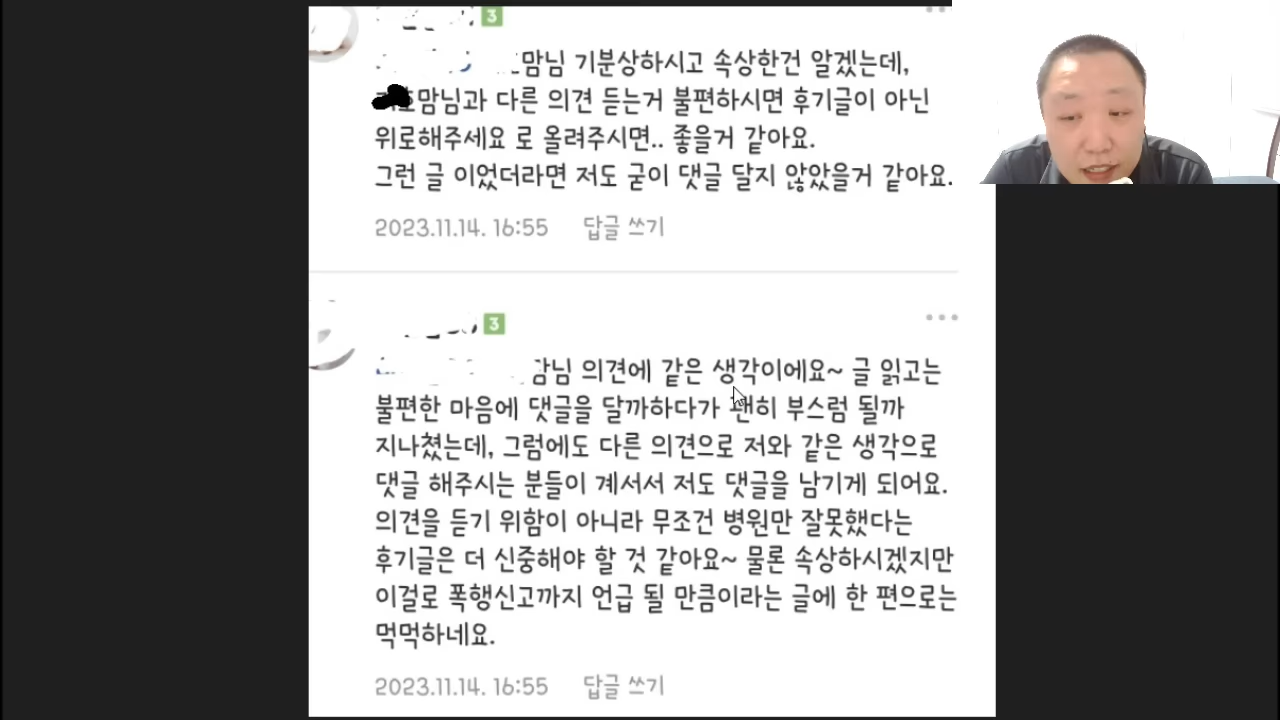 3
맘님 기분상하시고 속상한건 알겠는데,
맘님과 다른 의견 듣는거 불편하시면 후기글이 아닌
위로해주세요 로 올려주시면.. 좋을거 같아요.
그런 글 이었더라면 저도 굳이 댓글 달지 않았을거 같아요.
2023.11.14. 16:55 답글 쓰기
3
맘님 의견에 같은 생각이에요~ 글 읽고는
불편한 마음에 댓글을 달까하다가 괜히 부스럼 될까
지나쳤는데, 그럼에도 다른 의견으로 저와 같은 생각으로
댓글 해주시는 분들이 계서서 저도 댓글을 남기게 되어요.
의견을 듣기 위함이 아니라 무조건 병원만 잘못했다는
후기글은 더 신중해야 할 것 같아요~ 물론 속상하시겠지만
이걸로 폭행신고까지 언급 될 만큼이라는 글에 한 편으로는
먹먹하네요.
2023.11.14. 16:55 답글 쓰기